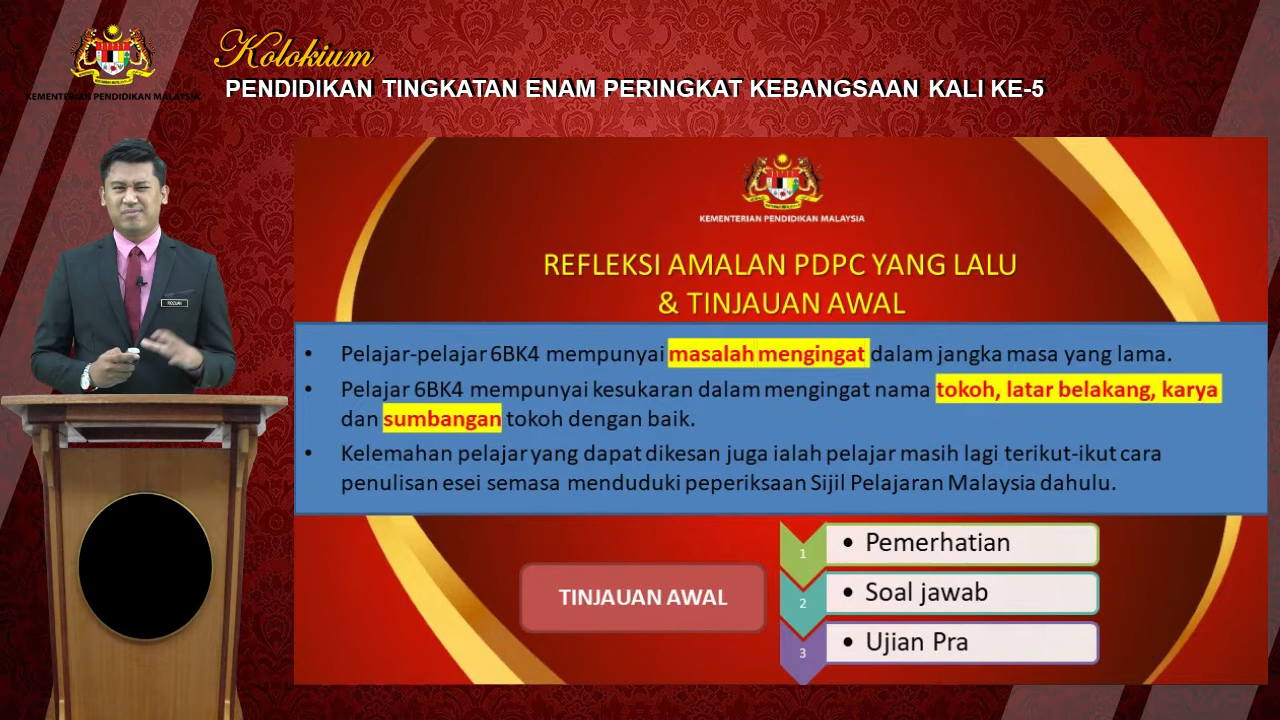 Kolokium
PENDIDIKAN TINGKATAN ENAM PERINGKAT KEBANGSAAN KALI KE-5
KEMENTERIAN PENDIDIKAN MALAYSIA
KEMENTERIAN PENDIDIKAN MALAYSIA
REFLEKSI AMALAN PDPC YANG LALU
& TINJAUAN AWAL
• Pelajar-pelajar 6BK4 mempunyai masalah mengingat dalam jangka masa yang lama.
• Pelajar 6BK4 mempunyai kesukaran dalam mengingat nama tokoh, latar belakang, karya
dan sumbangan tokoh dengan baik.
• Kelemahan pelajar yang dapat dikesan juga ialah pelajar masih lagi terikut-ikut cara
penulisan esei semasa menduduki peperiksaan Sijil Pelajaran Malaysia dahulu.
TINJAUAN AWAL
1 • Pemerhatian
2 • Soal jawab
3 • Ujian Pra